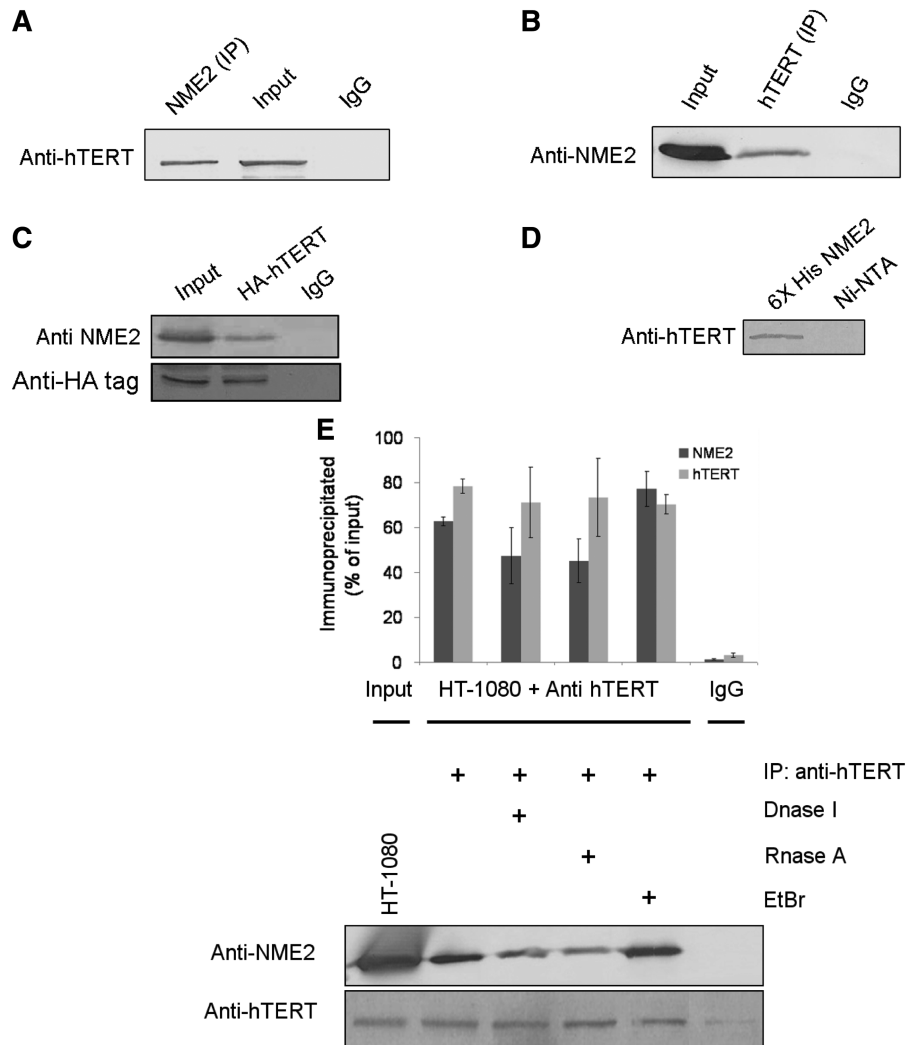 A
NME2 (IP)
Input
IgG
Anti-hTERT
B
Input
hTERT (IP)
IgG
Anti-NME2
C
Input
HA-hTERT
IgG
Anti NME2
Anti-HA tag
D
6X His NME2
Ni-NTA
Anti-hTERT
E
Immunoprecipitated
(% of input)
100
80
60
40
20
0
NME2
hTERT
Input
HT-1080 + Anti hTERT
IgG
+ + + + IP: anti-hTERT
+ Dnase I
+ Rnase A
+ EtBr
HT-1080
Anti-NME2
Anti-hTERT